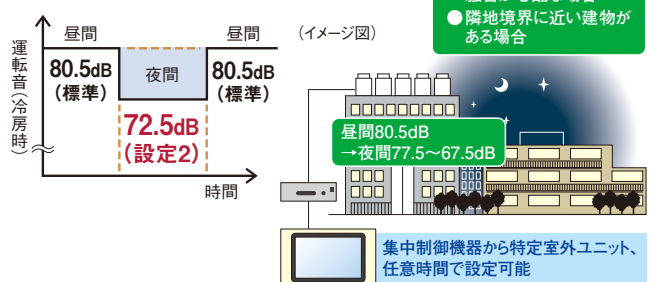 昼間
昼間
80.5dB
(標準)
夜間
80.5dB
(標準)
72.5dB
(設定2)
運転音(冷房時)
時間
(イメージ図)
●隣地境界に近い建物が
ある場合
昼間80.5dB
→夜間77.5～67.5dB
集中制御機器から特定室外ユニット、
任意時間で設定可能